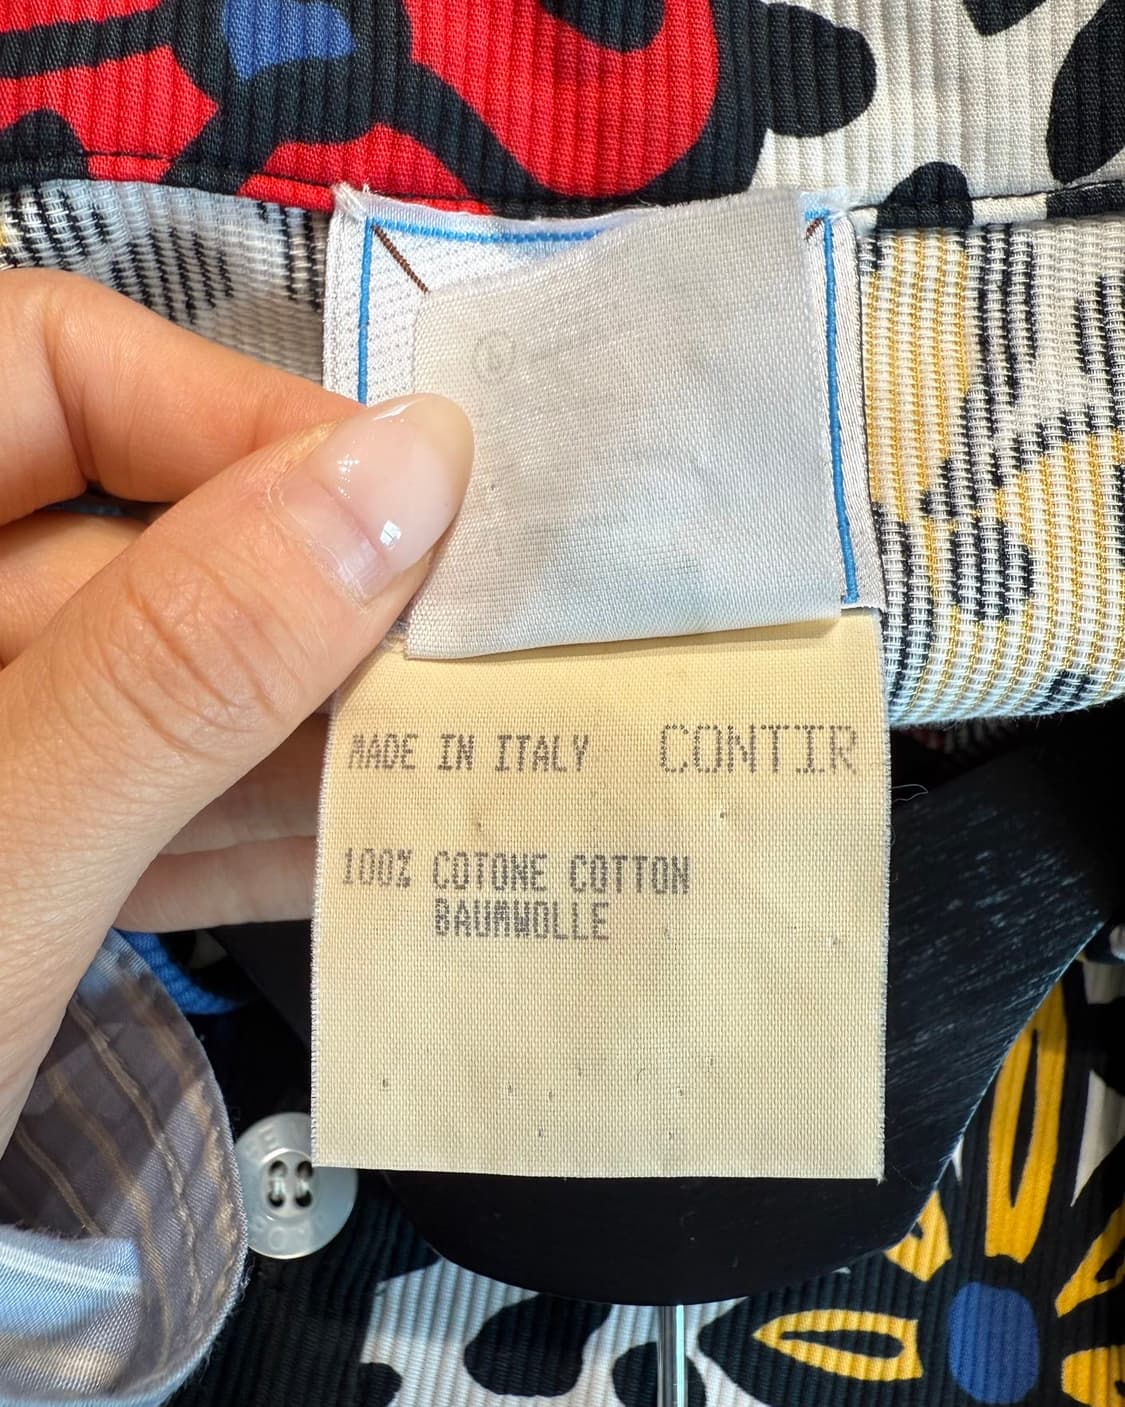 MADE IN ITALY CONTIR
100% COTONE COTTON
BAUMWOLLE